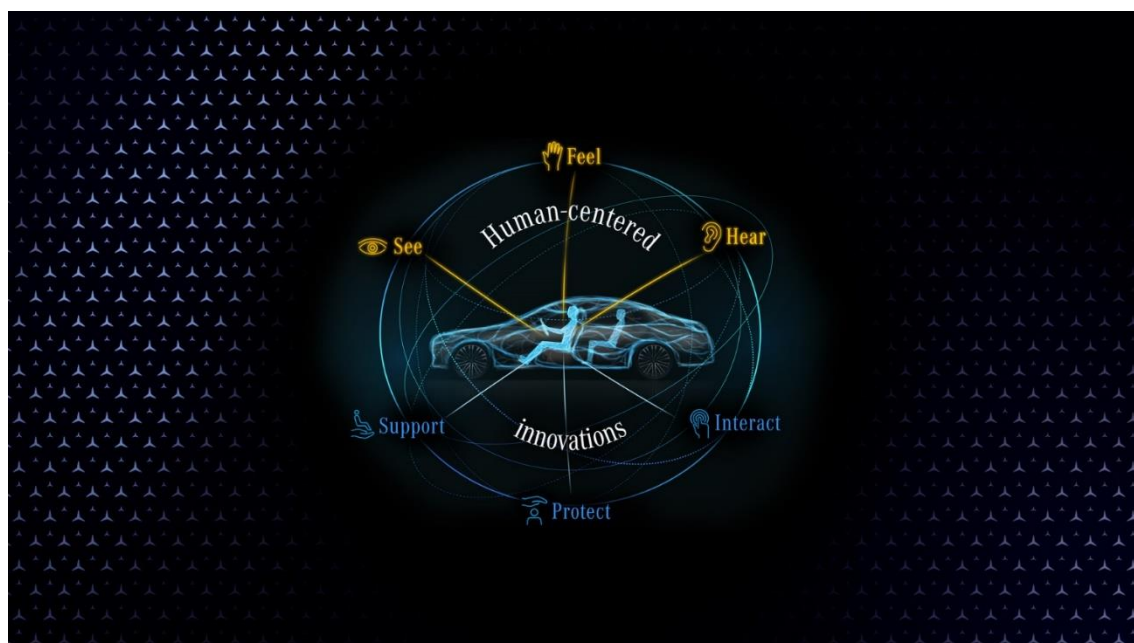 Feel
Human-centered
See
Hear
Support
innovations
Interact
Protect